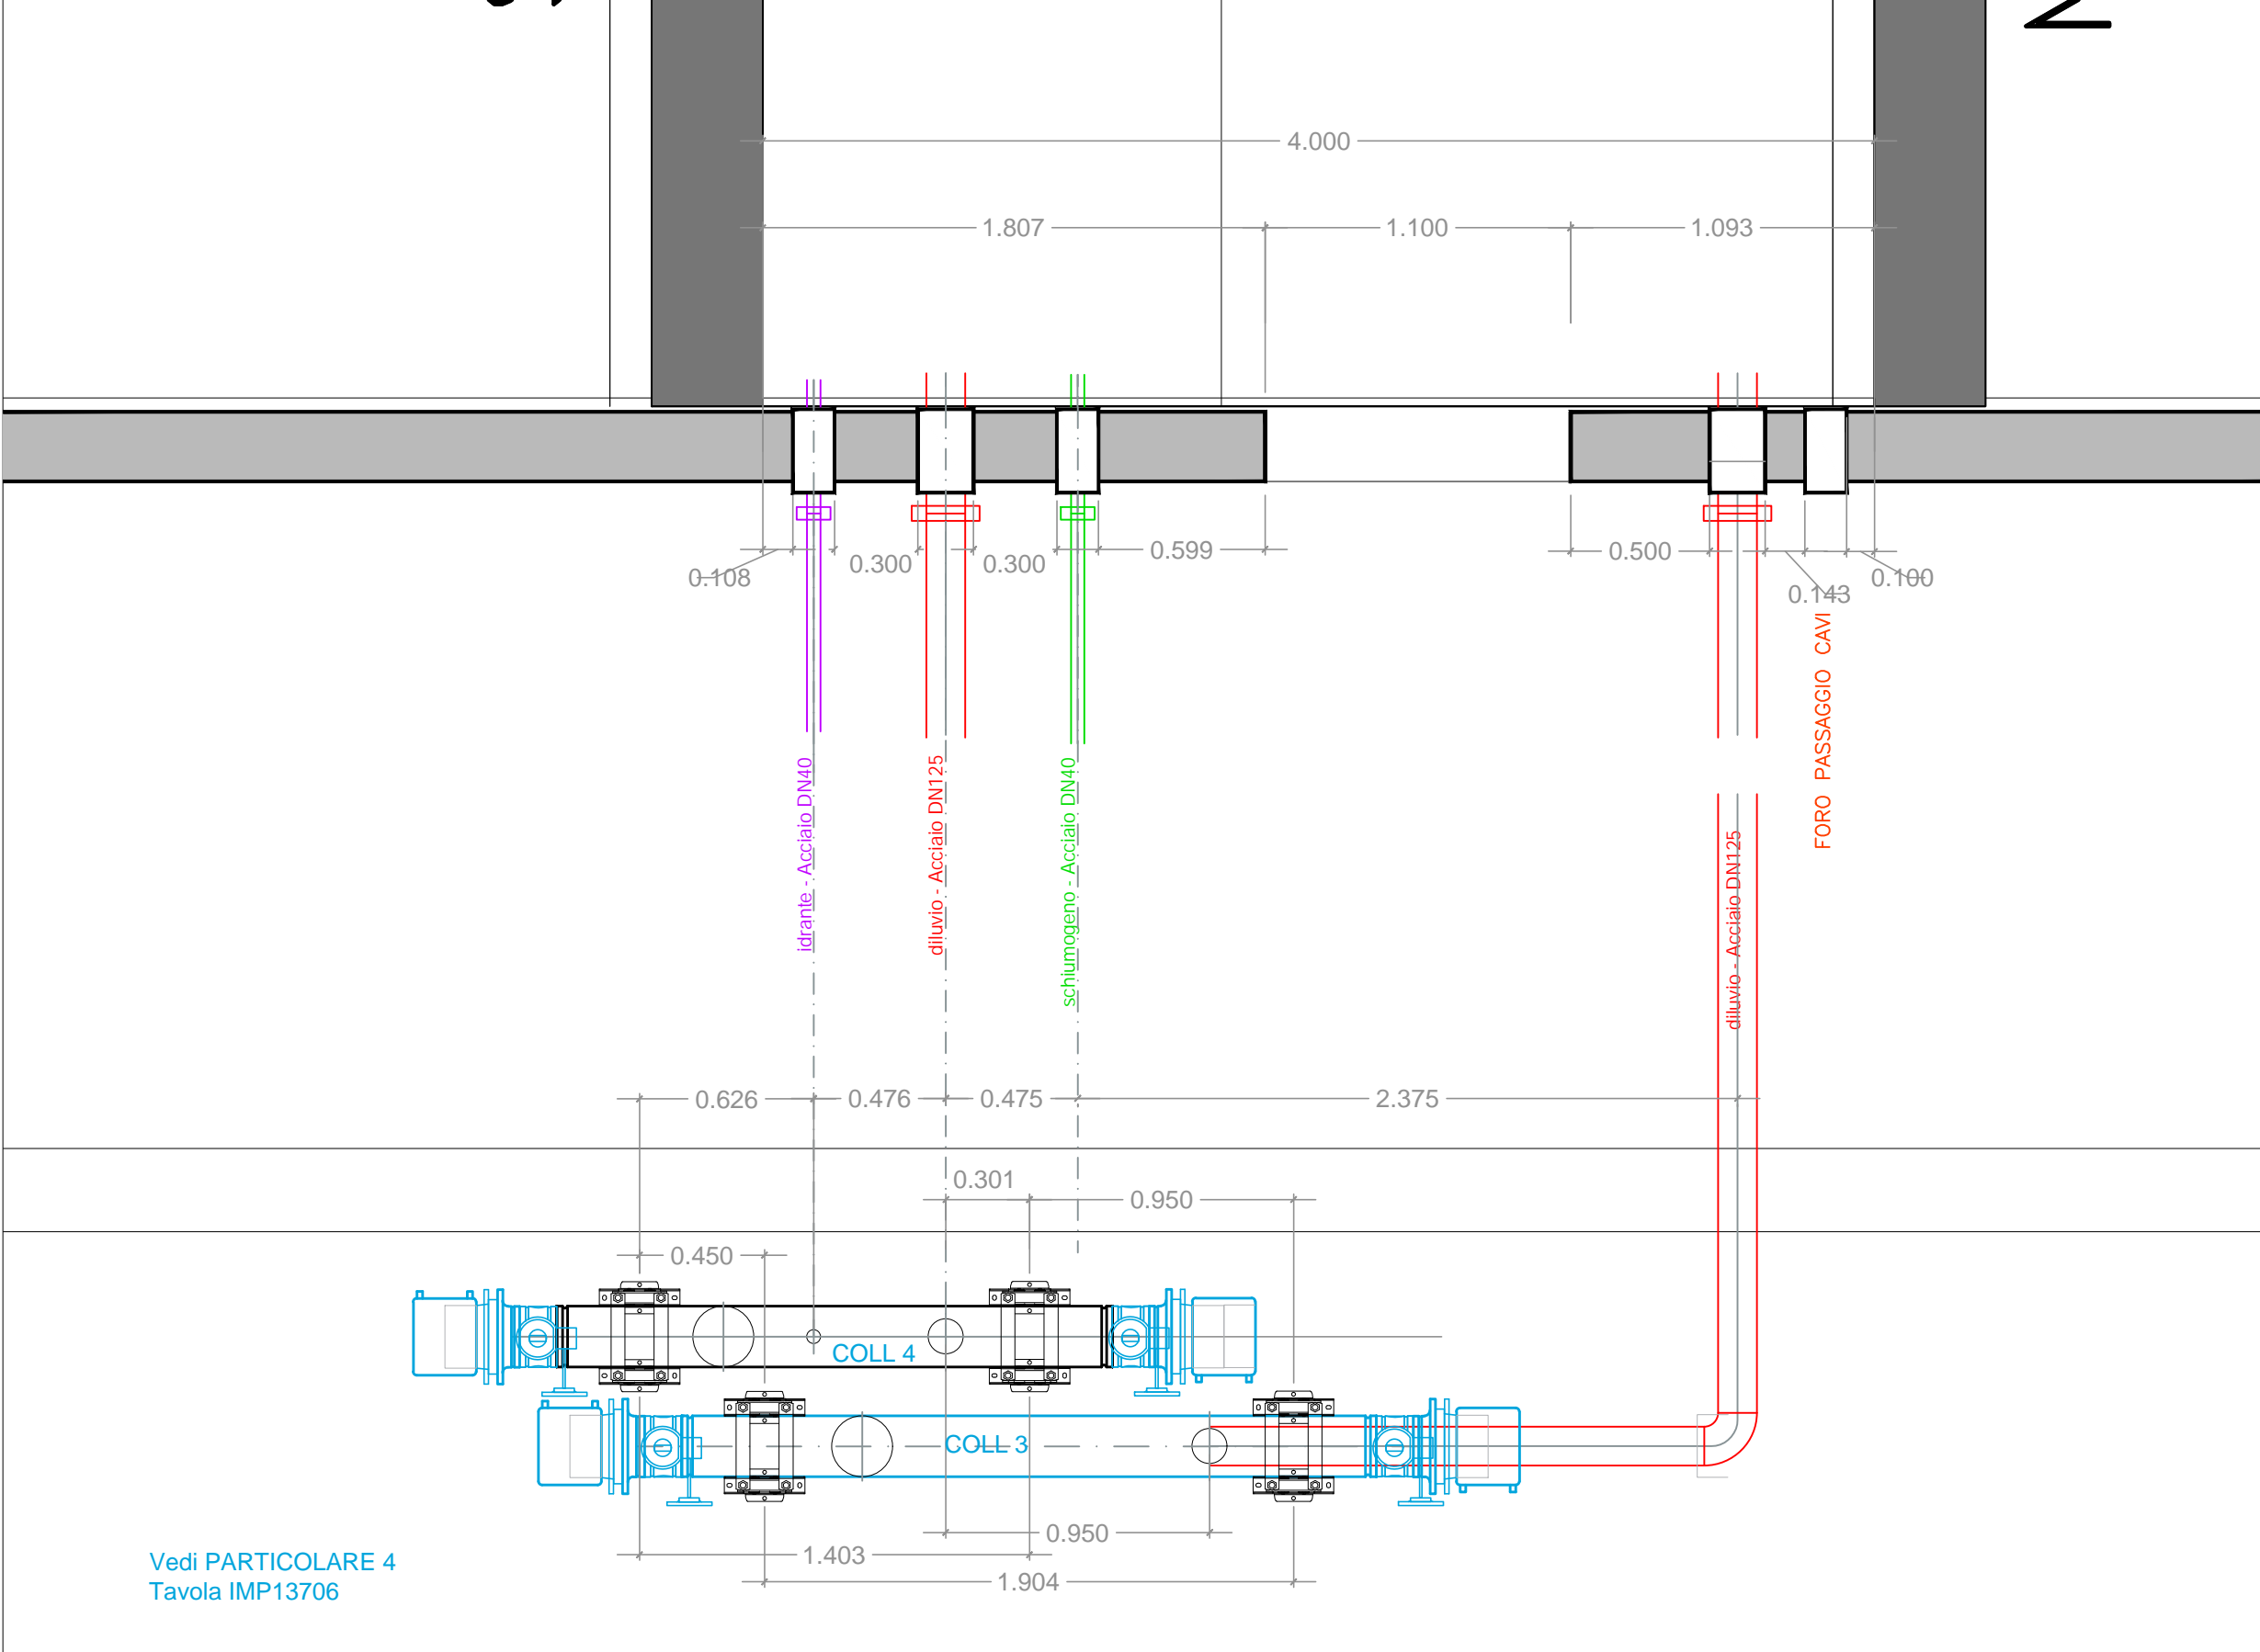 4.000
1.807
1.100
1.093
0.108
0.300
0.300
0.599
0.500
0.143
0.100
FORO PASSAGGIO CAVI
idrante - Acciaio DN40
diluvio - Acciaio DN125
schiumogeno - Acciaio DN40
diluvio - Acciaio DN125
0.626
0.476
0.475
2.375
0.301
0.950
0.450
COLL 4
COLL 3
0.950
1.403
1.904
Vedi PARTICOLARE 4
Tavola IMP13706